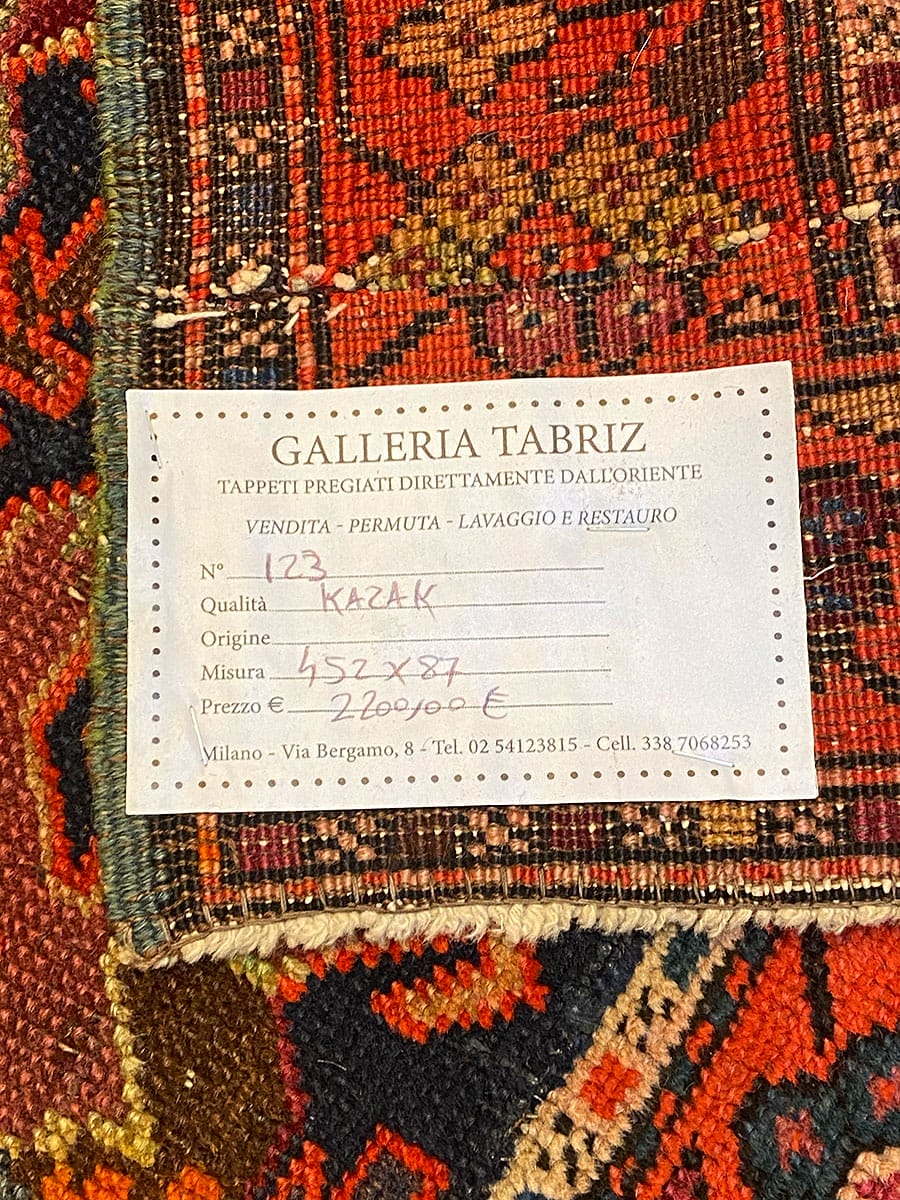 GALLERIA TABRIZ
TAPPETI PREGIATI DIRETTAMENTE DALL'ORIENTE
VENDITA - PERMUTA - LAVAGGIO E RESTAURO
N° 123
Qualità KAZAK
Origine
Misura 452 X 87
Prezzo € 2200,00 €
Milano - Via Bergamo, 8 - Tel. 02 54123815 - Cell. 338 7068253